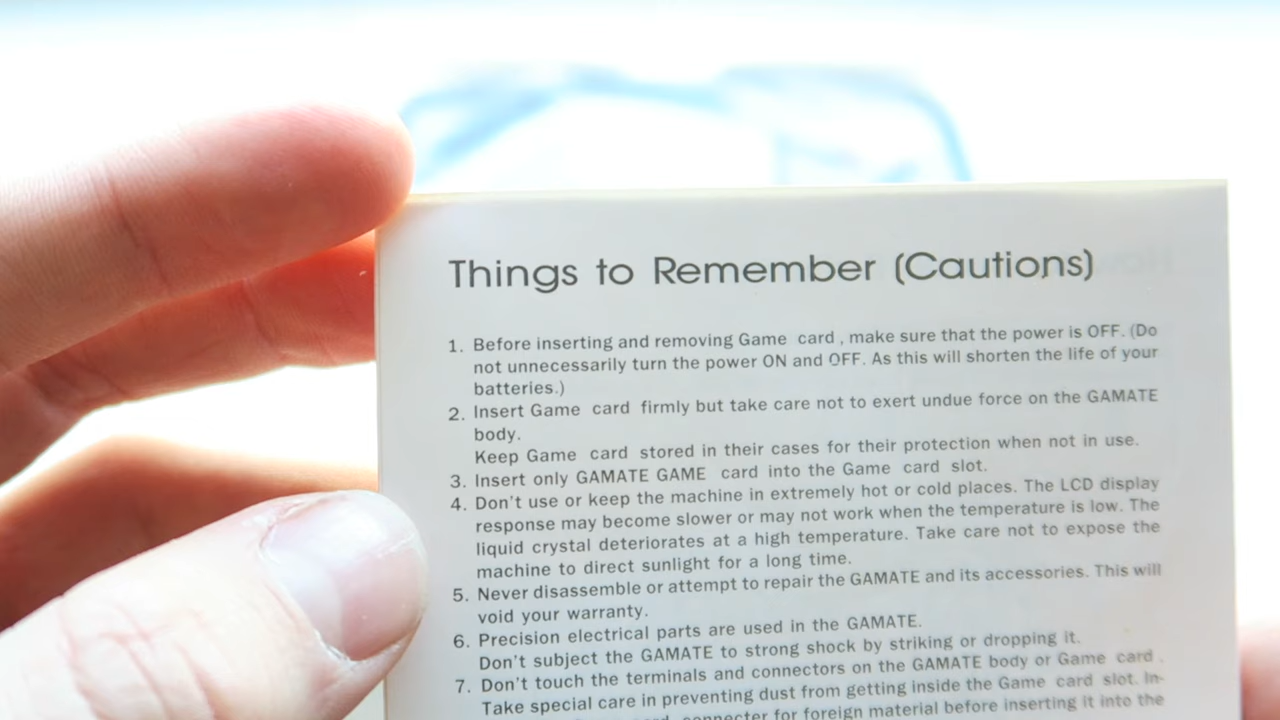 Things to Remember (Cautions)
1. Before inserting and removing Game card , make sure that the power is OFF. (Do
not unnecessarily turn the power ON and OFF. As this will shorten the life of your
batteries.)
2. Insert Game card firmly but take care not to exert undue force on the GAMATE
body.
Keep Game card stored in their cases for their protection when not in use.
3. Insert only GAMATE GAME card into the Game card slot.
4. Don't use or keep the machine in extremely hot or cold places. The LCD display
response may become slower or may not work when the temperature is low. The
liquid crystal deteriorates at a high temperature. Take care not to expose the
machine to direct sunlight for a long time.
5. Never disassemble or attempt to repair the GAMATE and its accessories. This will
void your warranty.
6. Precision electrical parts are used in the GAMATE.
Don't subject the GAMATE to strong shock by striking or dropping it.
7. Don't touch the terminals and connectors on the GAMATE body or Game card .
Take special care in preventing dust from getting inside the Game card slot. In-
connecter for foreign material before inserting it into the